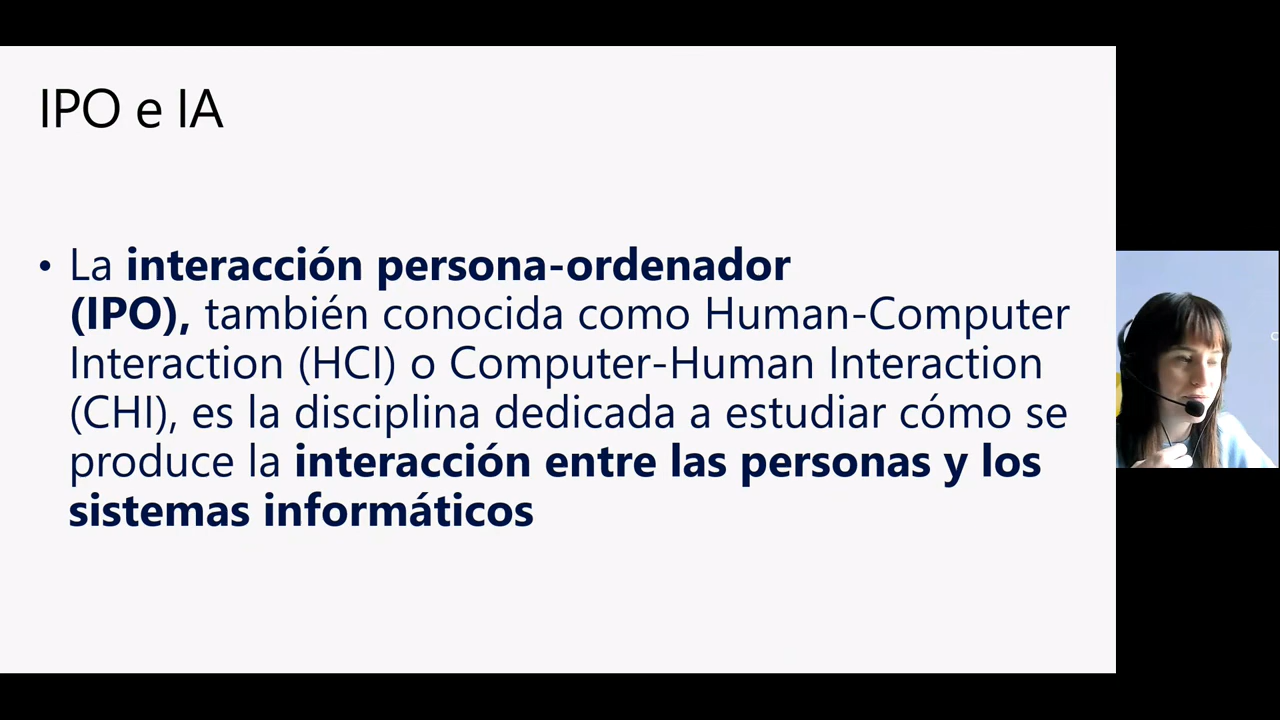 IPO e IA
• La interacción persona-ordenador
(IPO), también conocida como Human-Computer
Interaction (HCI) o Computer-Human Interaction
(CHI), es la disciplina dedicada a estudiar cómo se
produce la interacción entre las personas y los
sistemas informáticos